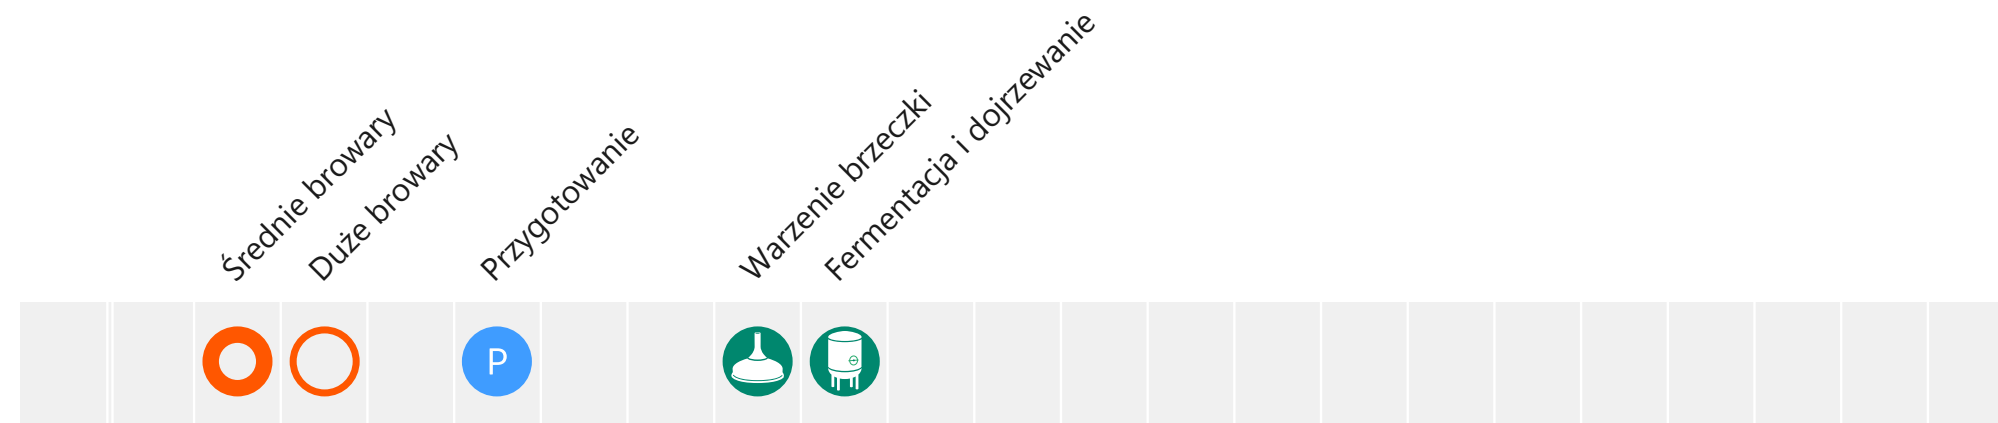 Średnie browary
Duże browary
Przygotowanie
Warzenie brzeczki
Fermentacja i dojrzewanie
P